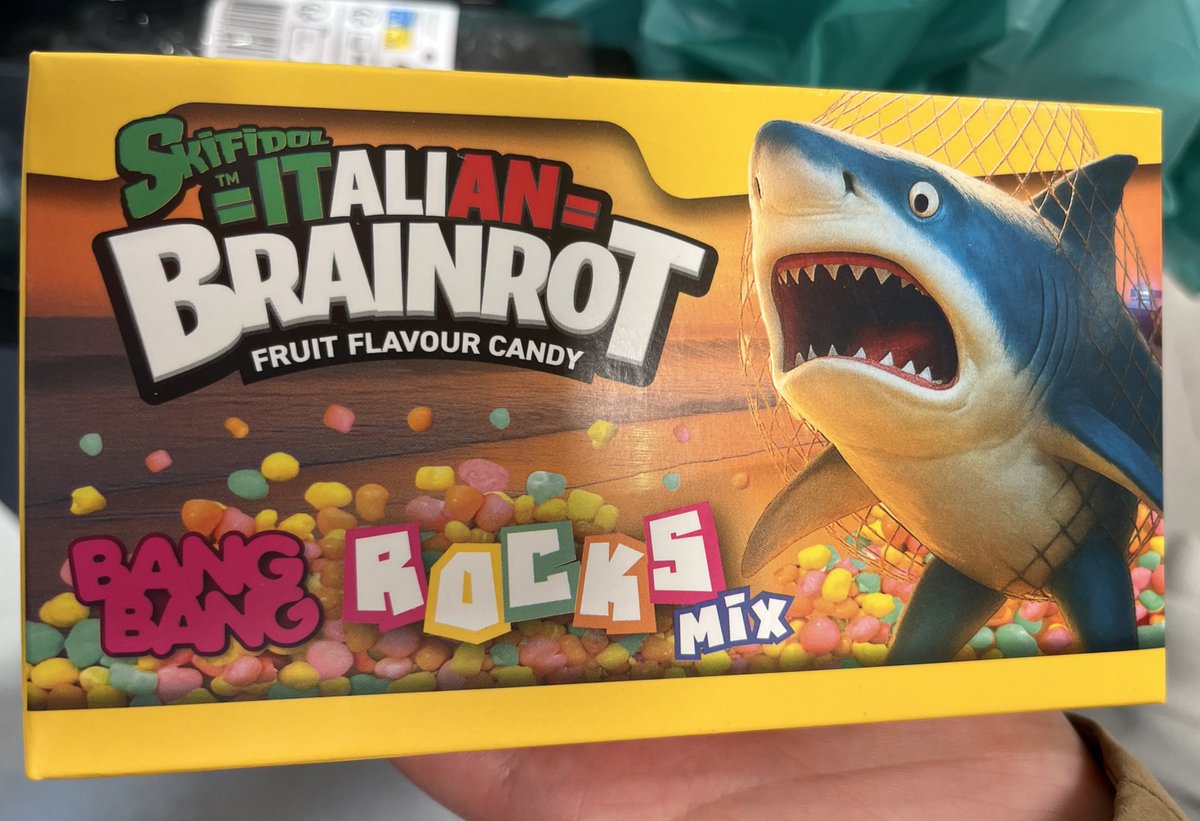 SKiFiDOL
™
=ITALIAN=
BRAINROT
FRUIT FLAVOUR CANDY
BANG
BANG
ROCKS
MiX